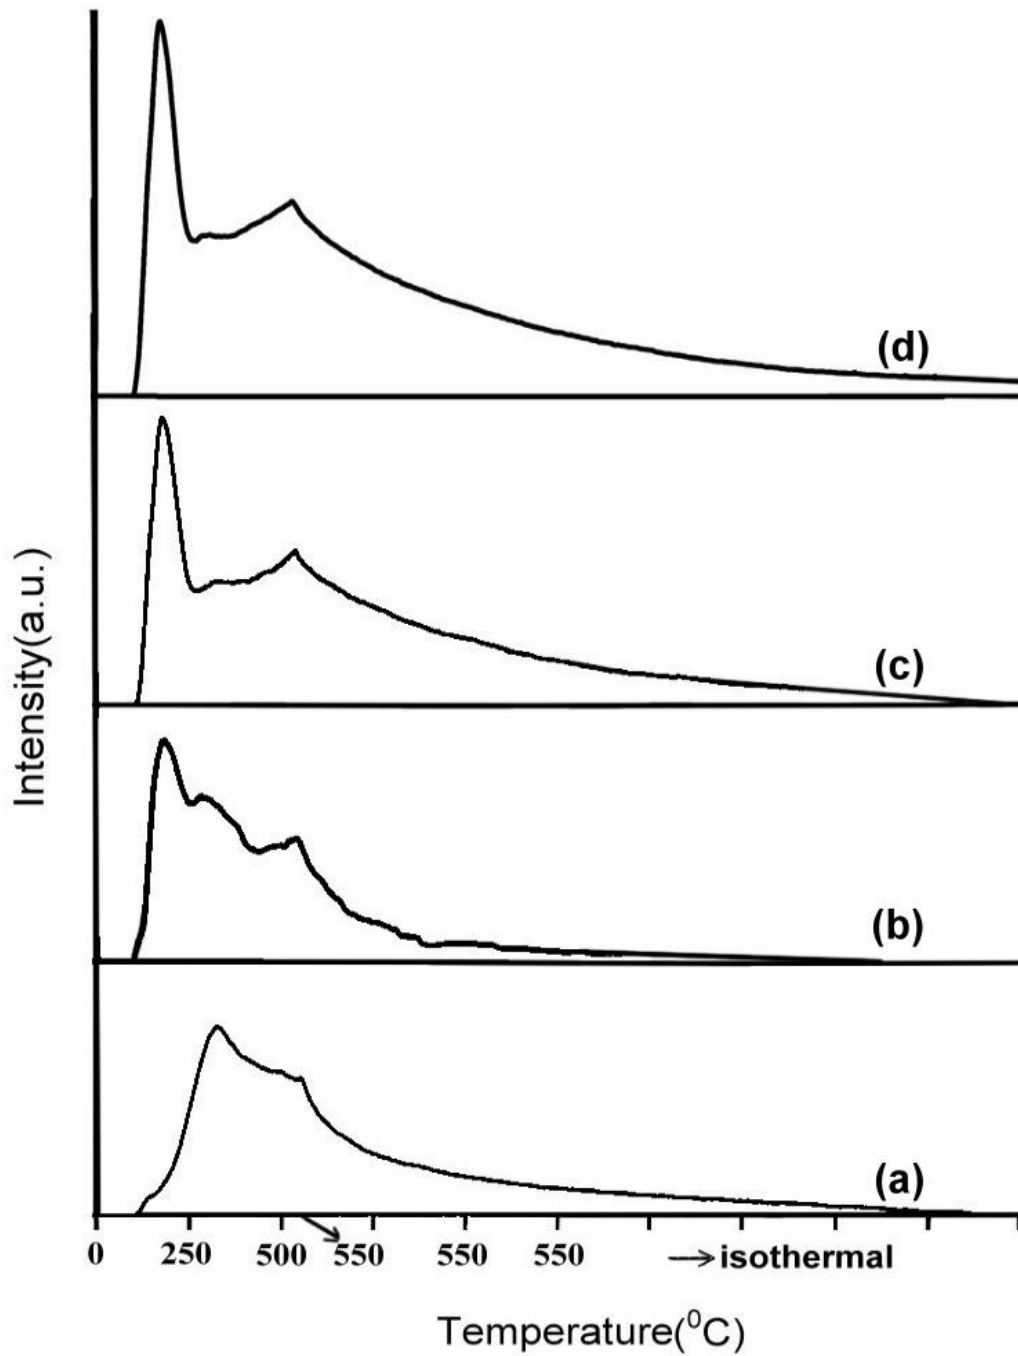 (d)
(c)
(b)
(a)
Intensity(a.u.)
0 250 500 550 550 550 →isothermal
Temperature(⁰C)